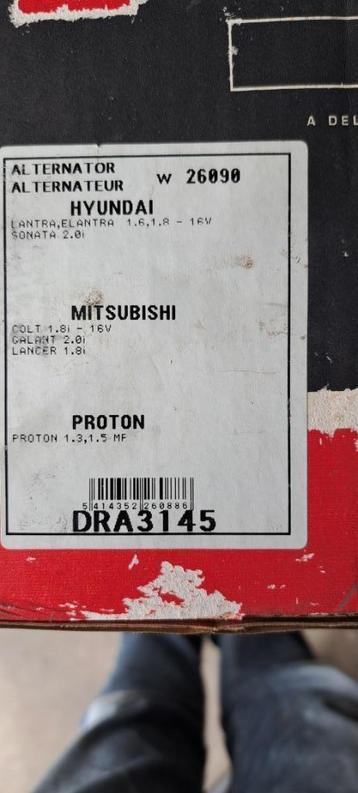 A DEL
ALTERNATOR
ALTERNATEUR W 26090
HYUNDAI
LANTRA,ELANTRA 1.6,1.8 - 16V
SONATA 2.0i
MITSUBISHI
COLT 1.8i - 16V
GALANT 2.0i
LANCER 1.8i
PROTON
PROTON 1.3,1.5 MF
5 414352 260886
DRA3145